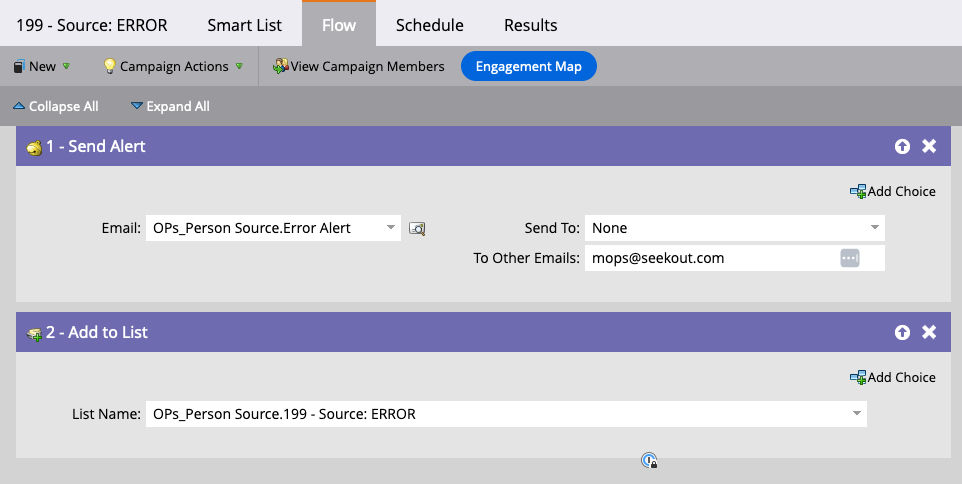 199 - Source: ERROR Smart List Flow Schedule Results
New Campaign Actions View Campaign Members Engagement Map
Collapse All Expand All
1 - Send Alert
Add Choice
Email: OPs_Person Source.Error Alert Send To: None
To Other Emails: mops@seekout.com
2 - Add to List
Add Choice
List Name: OPs_Person Source.199 - Source: ERROR